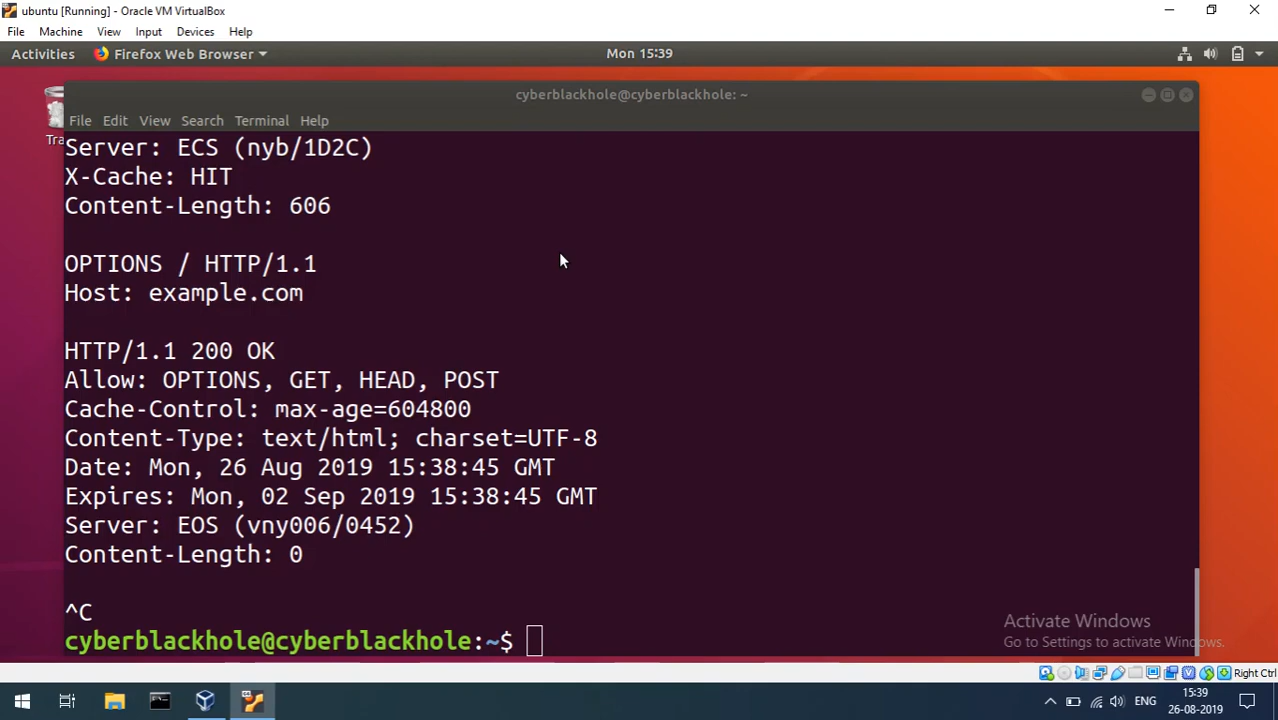 ubuntu [Running] - Oracle VM VirtualBox
File Machine View Input Devices Help
Activities Firefox Web Browser Mon 15:39
cyberblackhole@cyberblackhole: ~
File Edit View Search Terminal Help
Tra
Server: ECS (nyb/1D2C)
X-Cache: HIT
Content-Length: 606
OPTIONS / HTTP/1.1
Host: example.com
HTTP/1.1 200 OK
Allow: OPTIONS, GET, HEAD, POST
Cache-Control: max-age=604800
Content-Type: text/html; charset=UTF-8
Date: Mon, 26 Aug 2019 15:38:45 GMT
Expires: Mon, 02 Sep 2019 15:38:45 GMT
Server: EOS (vny006/0452)
Content-Length: 0
^C
cyberblackhole@cyberblackhole:~$
Activate Windows
Go to Settings to activate Windows.
Right Ctrl
ENG
15:39
26-08-2019